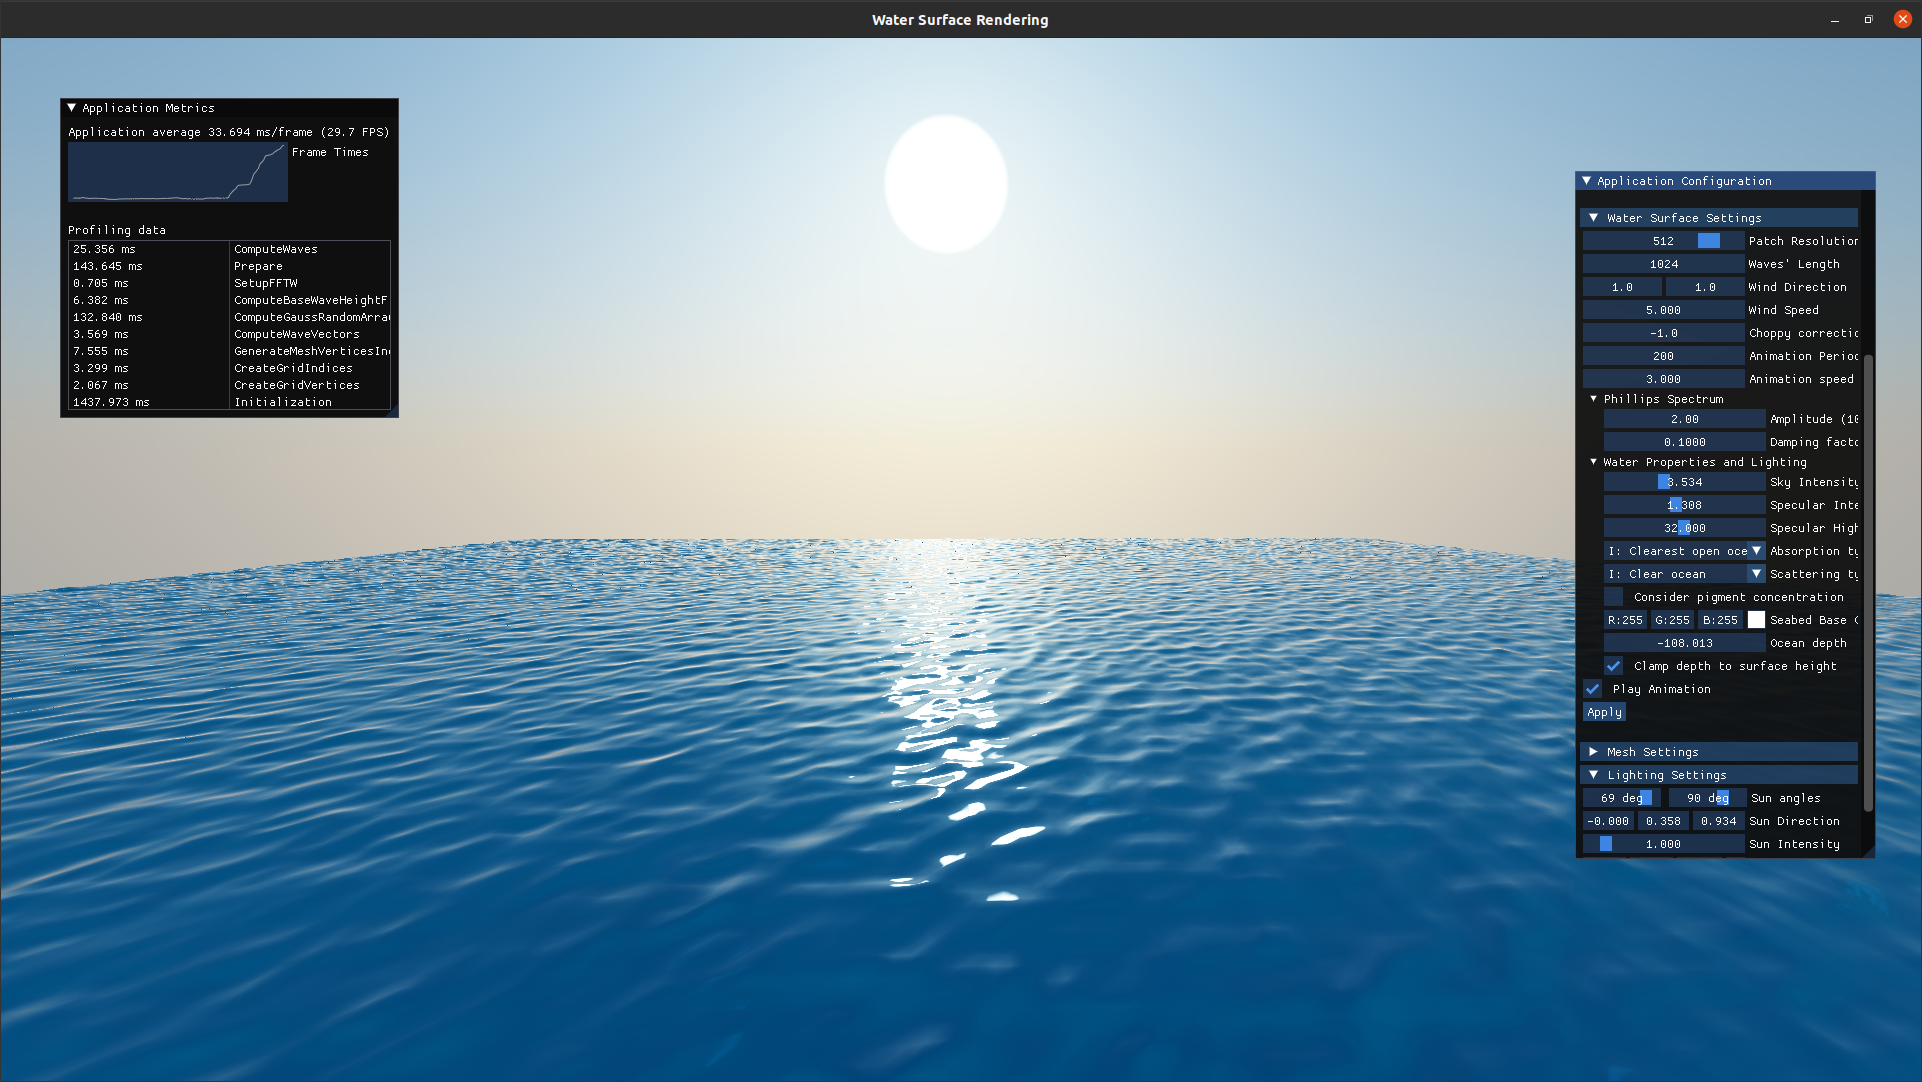 Water Surface Rendering
Application Metrics
Application average 33.694 ms/frame (29.7 FPS)
Frame Times
Profiling data
25.356 ms ComputeWaves
143.645 ms Prepare
0.705 ms SetupFFTW
6.382 ms ComputeBaseWaveHeightF
132.840 ms ComputeGaussRandomArra
3.569 ms ComputeWaveVectors
7.555 ms GenerateMeshVerticesIn
3.299 ms CreateGridIndices
2.067 ms CreateGridVertices
1437.973 ms Initialization
Application Configuration
Water Surface Settings
512 Patch Resolution
1024 Waves' Length
1.0 1.0 Wind Direction
5.000 Wind Speed
-1.0 Choppy correctio
200 Animation Period
3.000 Animation speed
Phillips Spectrum
2.00 Amplitude (10
0.1000 Damping facto
Water Properties and Lighting
3.534 Sky Intensity
1.308 Specular Inte
32.000 Specular High
I: Clearest open oce Absorption ty
I: Clear ocean Scattering ty
Consider pigment concentration
R:255 G:255 B:255 Seabed Base C
-108.013 Ocean depth
Clamp depth to surface height
Play Animation
Apply
Mesh Settings
Lighting Settings
69 deg 90 deg Sun angles
-0.000 0.358 0.934 Sun Direction
1.000 Sun Intensity